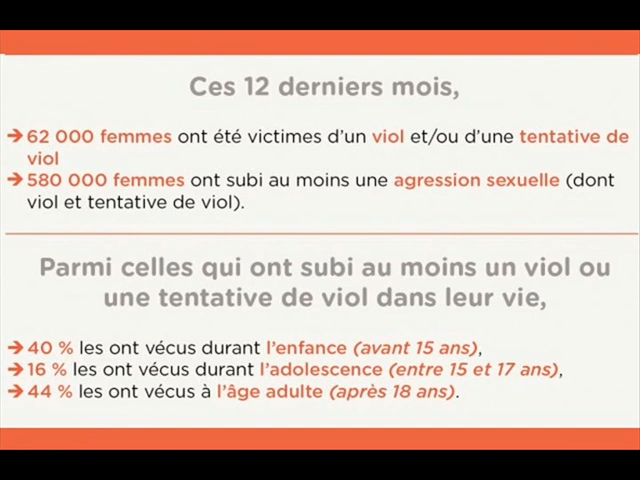 Ces 12 derniers mois,
➔ 62 000 femmes ont été victimes d'un viol et/ou d'une tentative de
viol
➔ 580 000 femmes ont subi au moins une agression sexuelle (dont
viol et tentative de viol).
Parmi celles qui ont subi au moins un viol ou
une tentative de viol dans leur vie,
➔ 40 % les ont vécus durant l'enfance (avant 15 ans),
➔ 16 % les ont vécus durant l'adolescence (entre 15 et 17 ans),
➔ 44 % les ont vécus à l'âge adulte (après 18 ans).